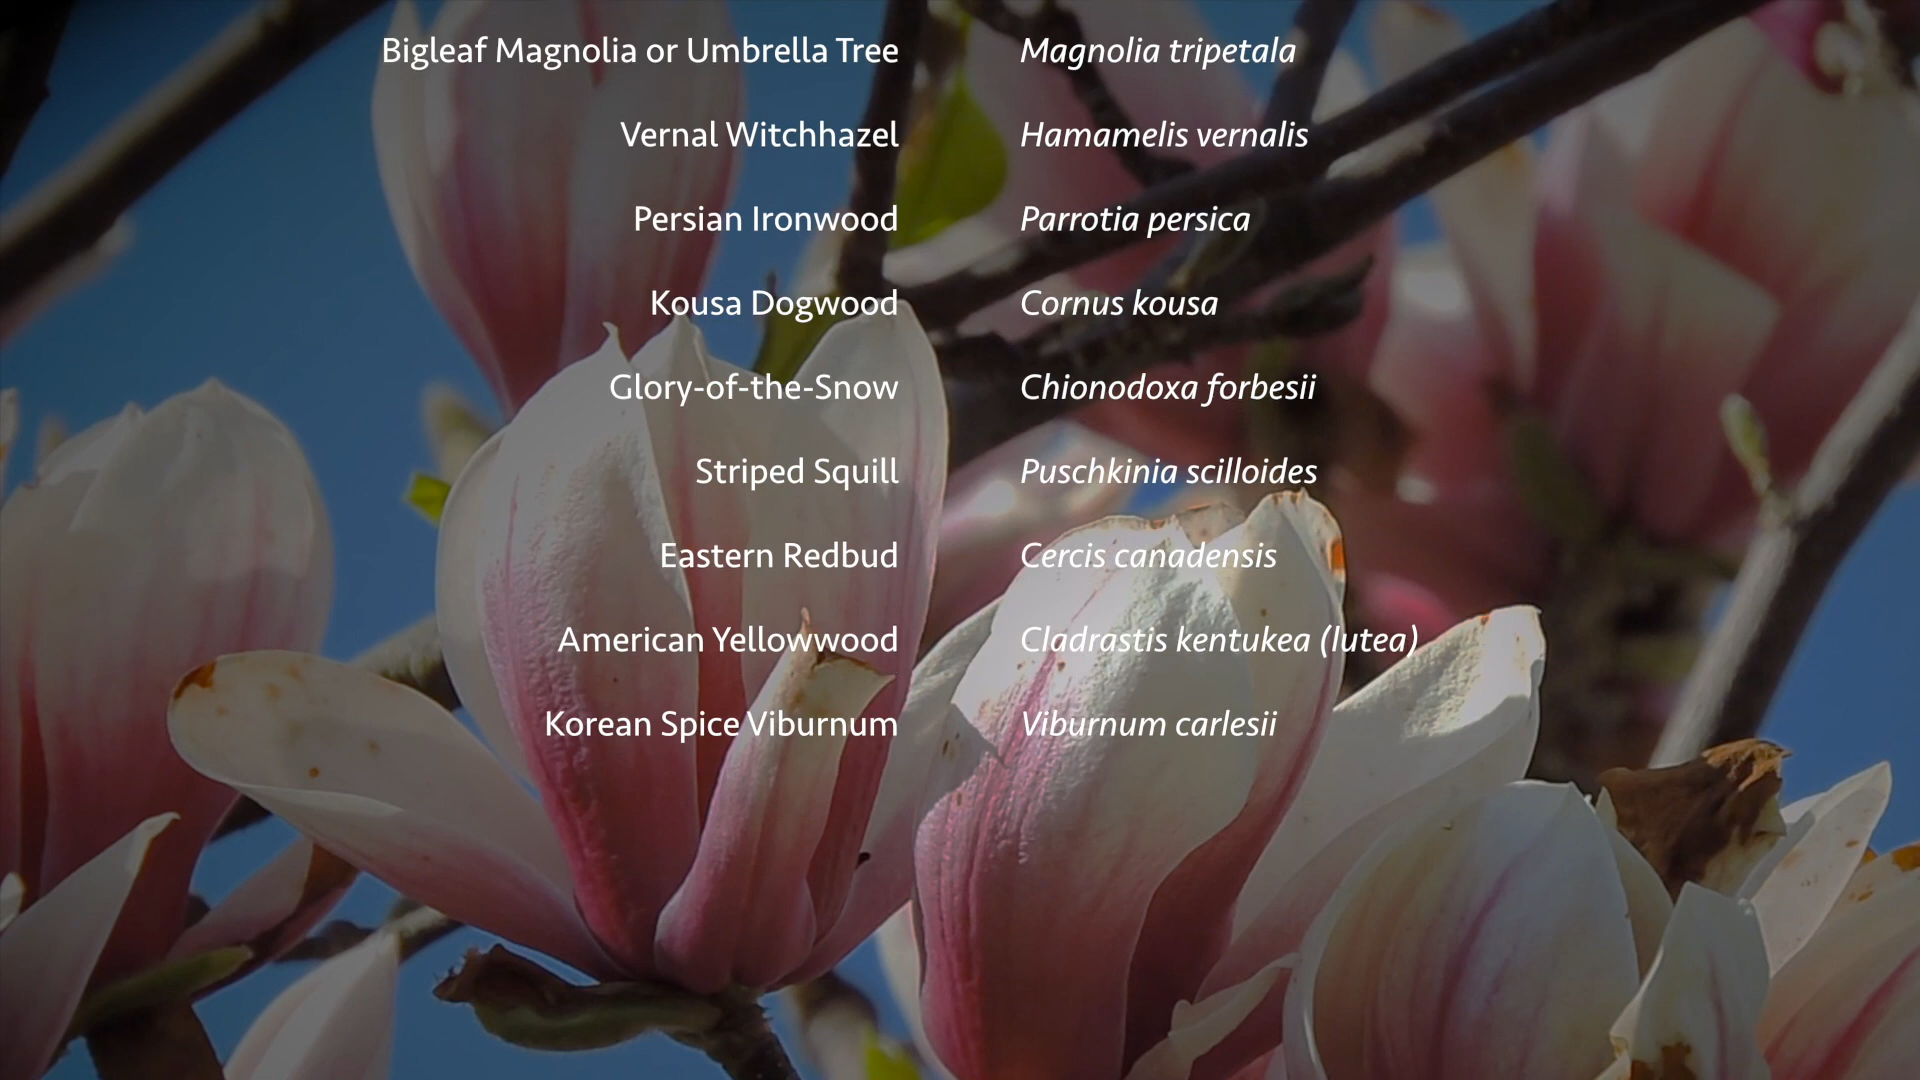 Bigleaf Magnolia or Umbrella Tree Magnolia tripetala
Vernal Witchhazel Hamamelis vernalis
Persian Ironwood Parrotia persica
Kousa Dogwood Cornus kousa
Glory-of-the-Snow Chionodoxa forbesii
Striped Squill Puschkinia scilloides
Eastern Redbud Cercis canadensis
American Yellowwood Cladrastis kentukea (lutea)
Korean Spice Viburnum Viburnum carlesii